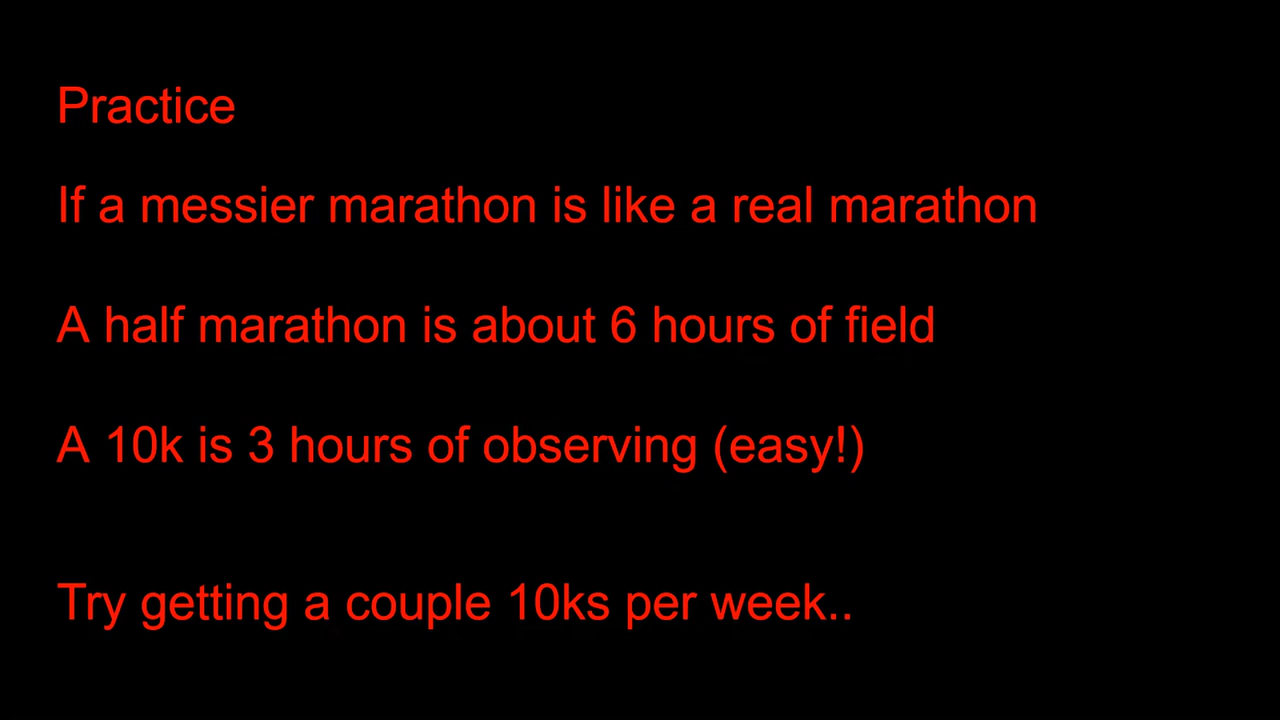 Practice
If a messier marathon is like a real marathon
A half marathon is about 6 hours of field
A 10k is 3 hours of observing (easy!)
Try getting a couple 10ks per week..